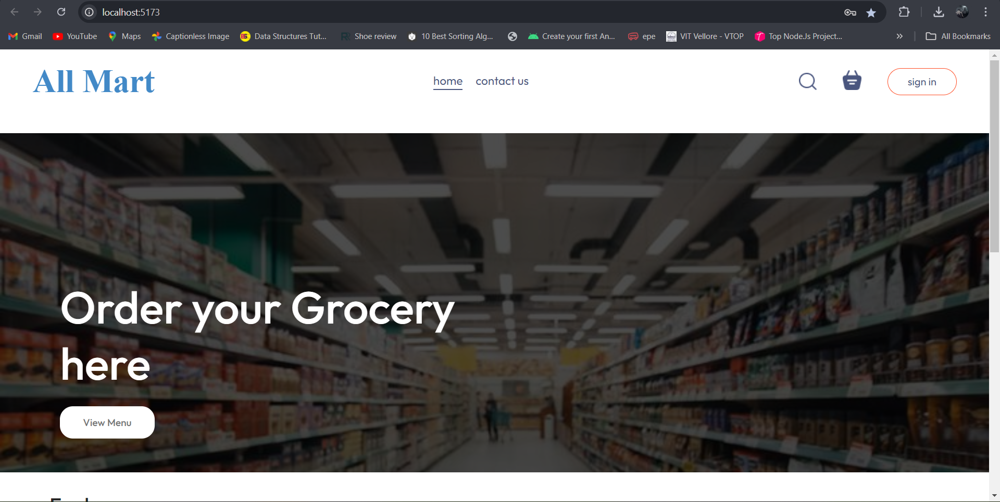 localhost:5173
Gmail YouTube Maps Captionless Image Data Structures Tut... Shoe review 10 Best Sorting Alg... Create your first An... epe VIT Vellore - VTOP Top Node.Js Project... All Bookmarks
All Mart home contact us sign in
Order your Grocery
here
View Menu